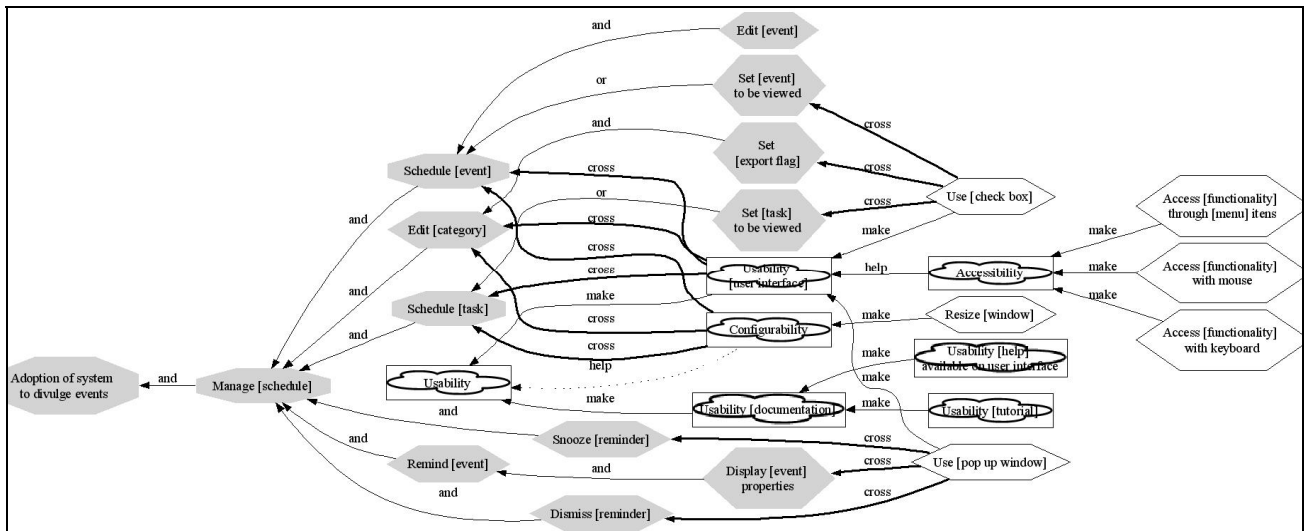 and
Edit [event]
or
Set [event]
to be viewed
and
cross
Set
[export flag]
cross
Schedule [event]
cross
or
cross
Use [check box]
Access [functionality]
through [menu] itens
Set [task]
to be viewed
and
Edit [category]
cross
make
make
cross
Usability
[user interface]
help
Accessibility
make
Access [functionality]
with mouse
cross
make
and
Schedule [task]
make
cross
Configurability
make
Resize [window]
Access [functionality]
with keyboard
and
cross
make
Usability [help]
available on user interface
Adoption of system
to divulge events
and
Manage [schedule]
help
Usability
make
make
Usability [documentation]
make
Usability [tutorial]
and
Snooze [reminder]
cross
and
Remind [event]
and
Display [event]
properties
cross
Use [pop up window]
and
Dismiss [reminder]
cross